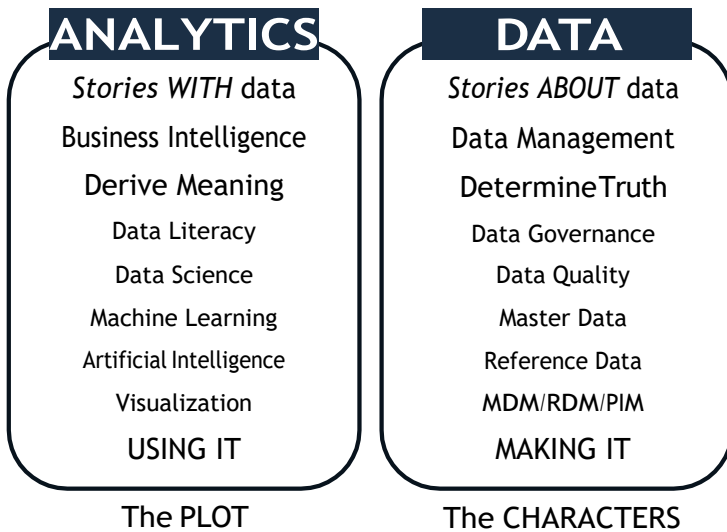 ANALYTICS
Stories WITH data
Business Intelligence
Derive Meaning
Data Literacy
Data Science
Machine Learning
Artificial Intelligence
Visualization
USING IT
The PLOT
DATA
Stories ABOUT data
Data Management
Determine Truth
Data Governance
Data Quality
Master Data
Reference Data
MDM/RDM/PIM
MAKING IT
The CHARACTERS